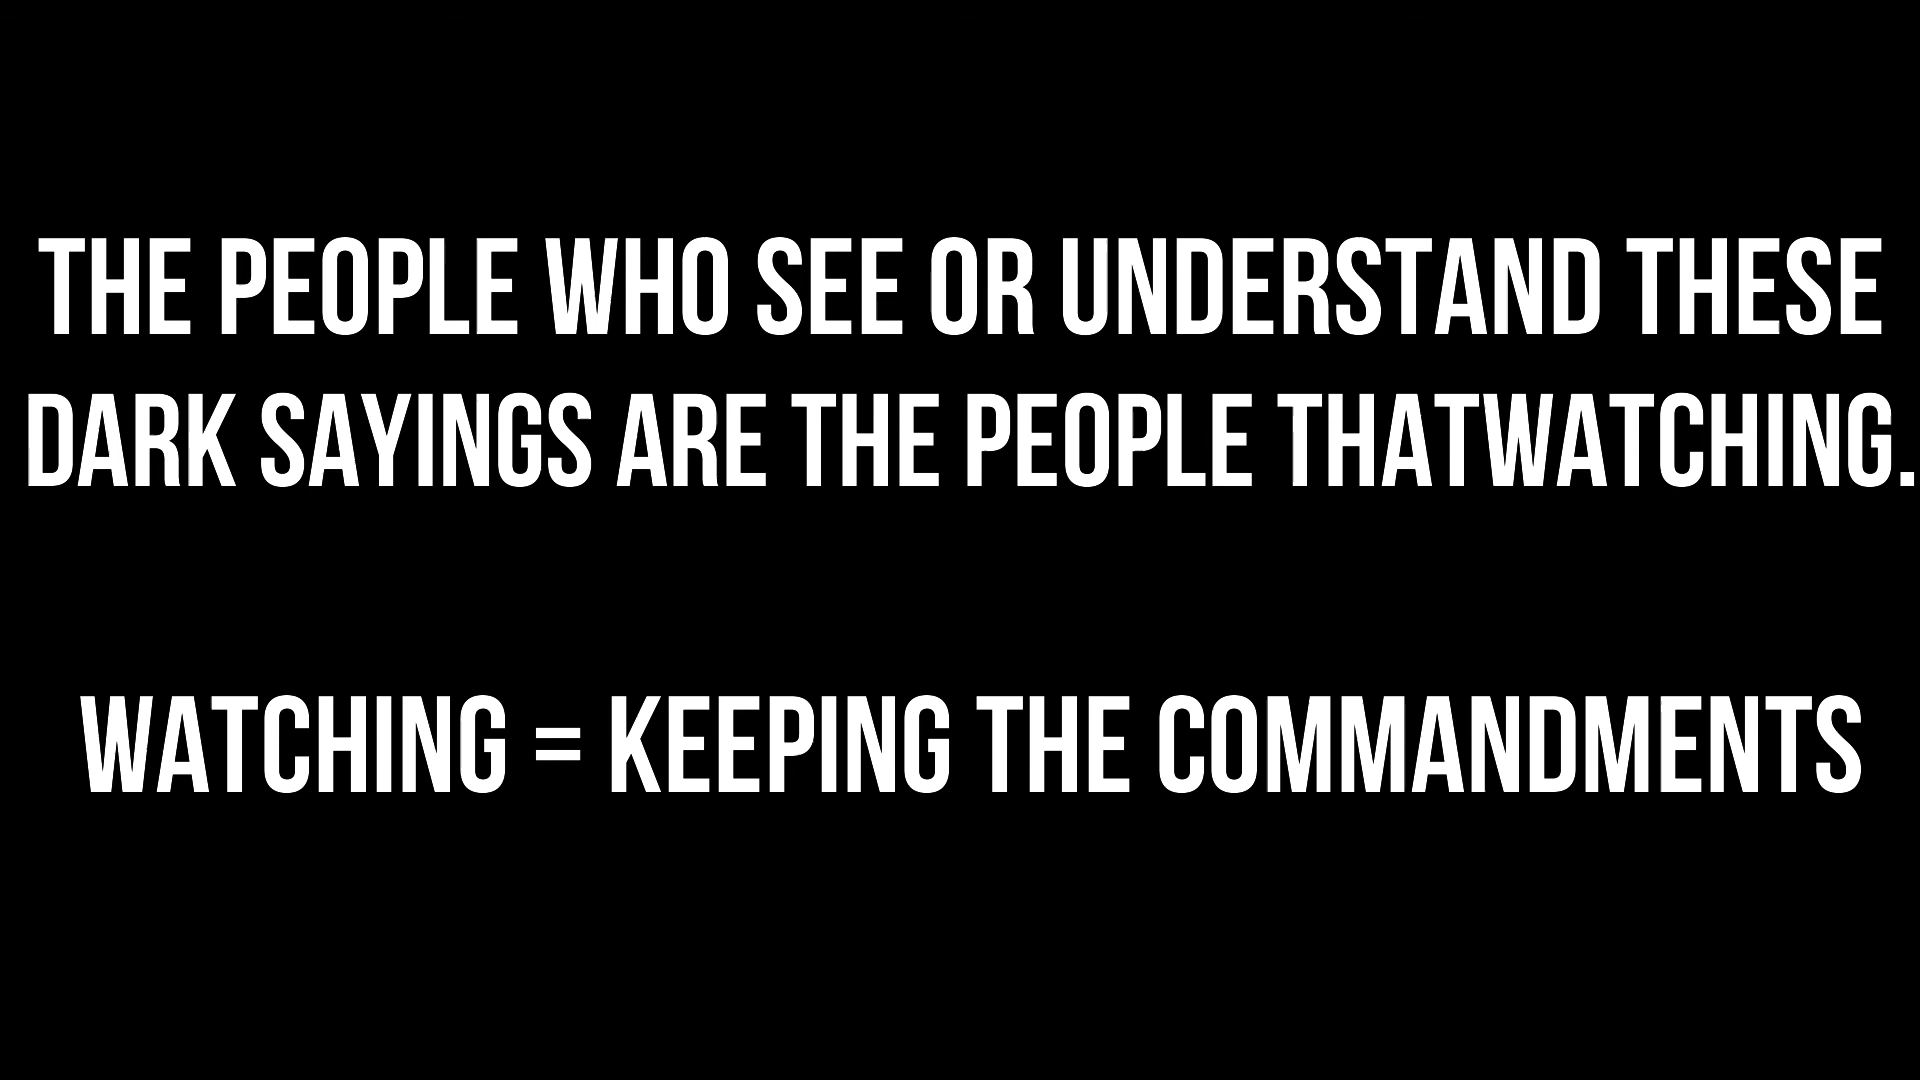 THE PEOPLE WHO SEE OR UNDERSTAND THESE
DARK SAYINGS ARE THE PEOPLE THATWATCHING.
WATCHING = KEEPING THE COMMANDMENTS